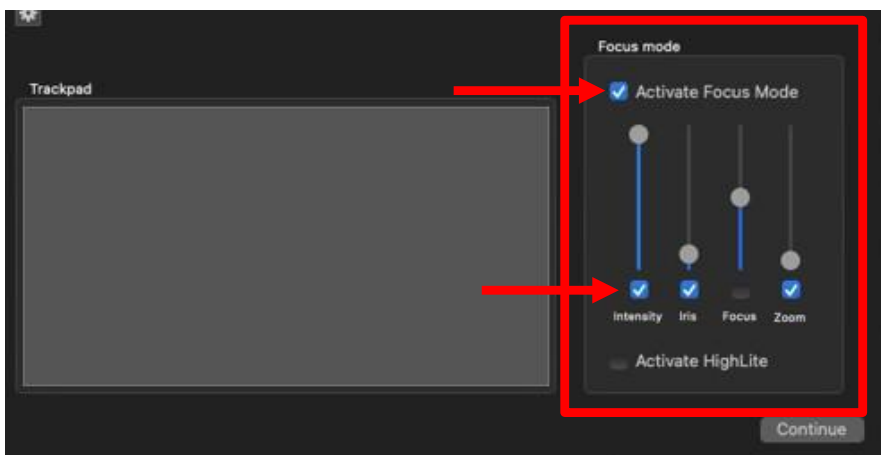 Focus mode
Trackpad
Activate Focus Mode
Intensity Iris Focus Zoom
Activate HighLite
Continue